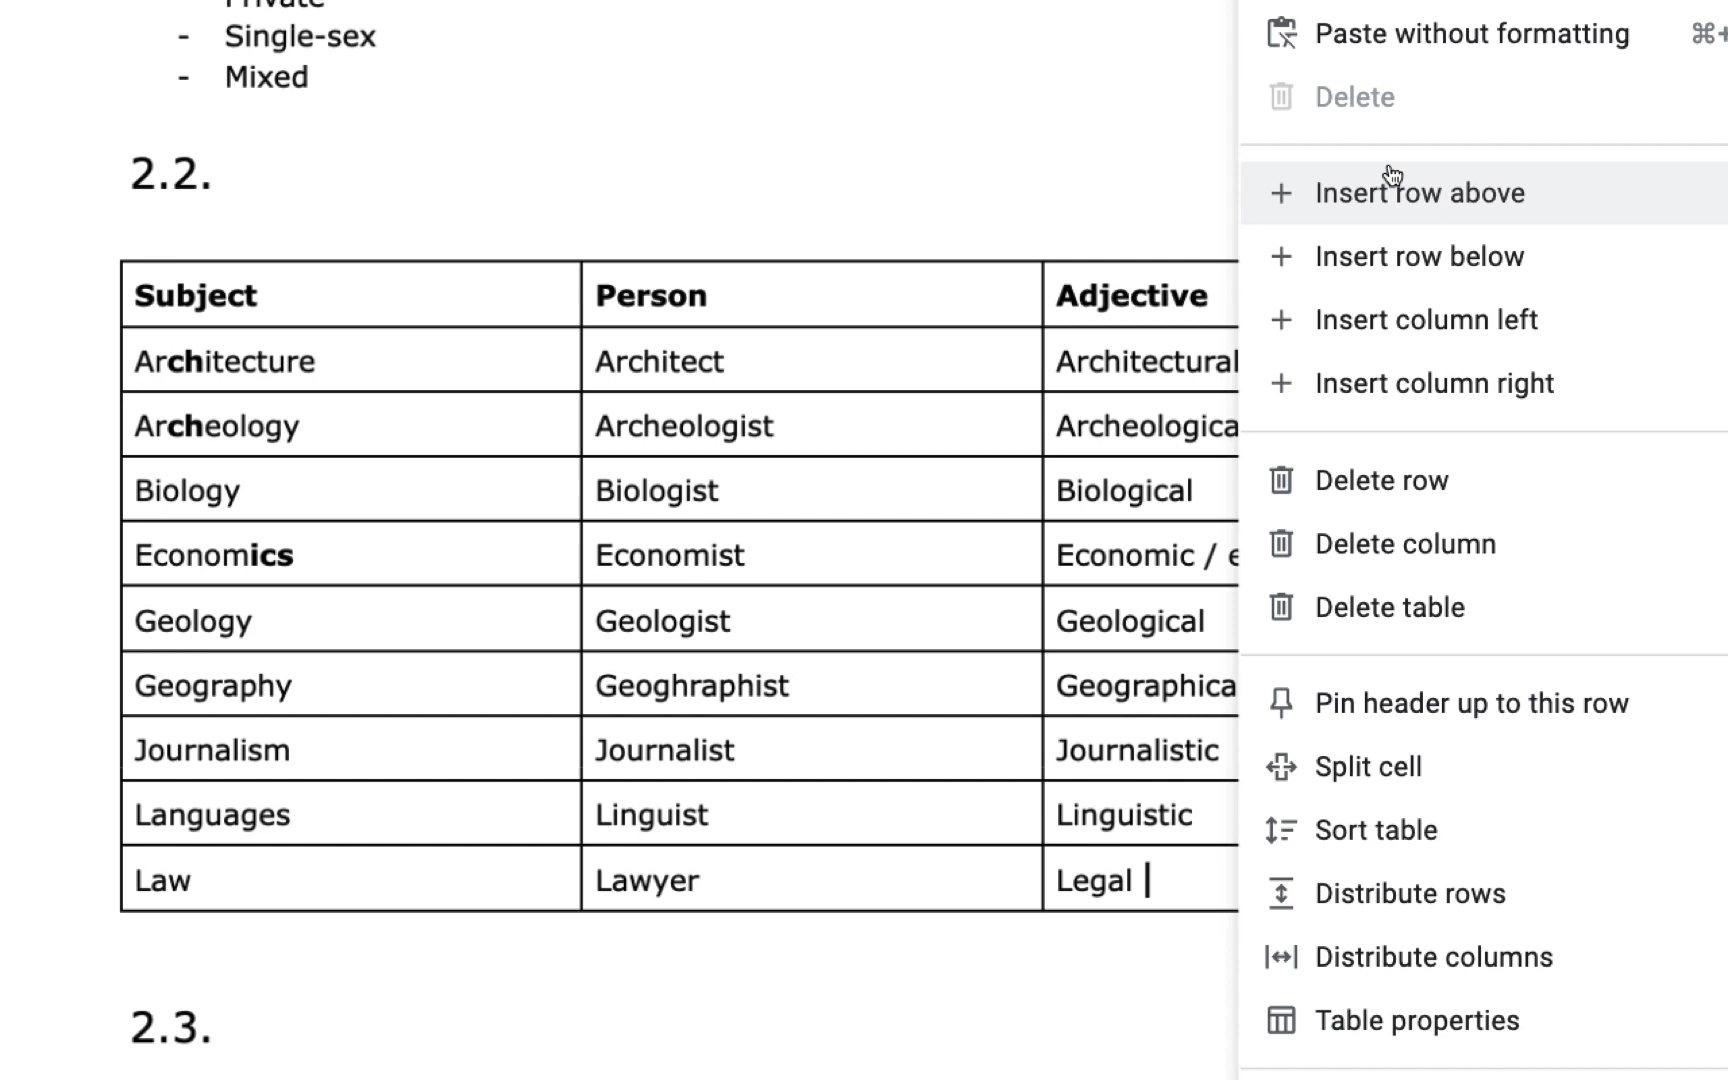 Private
- Single-sex
- Mixed
2.2.
Subject Person Adjective
Architecture Architect Architectural
Archeology Archeologist Archeologica
Biology Biologist Biological
Economics Economist Economic / e
Geology Geologist Geological
Geography Geoghraphist Geographica
Journalism Journalist Journalistic
Languages Linguist Linguistic
Law Lawyer Legal
2.3.
Paste without formatting ⌘+
Delete
Insert row above
Insert row below
Insert column left
Insert column right
Delete row
Delete column
Delete table
Pin header up to this row
Split cell
Sort table
Distribute rows
Distribute columns
Table properties